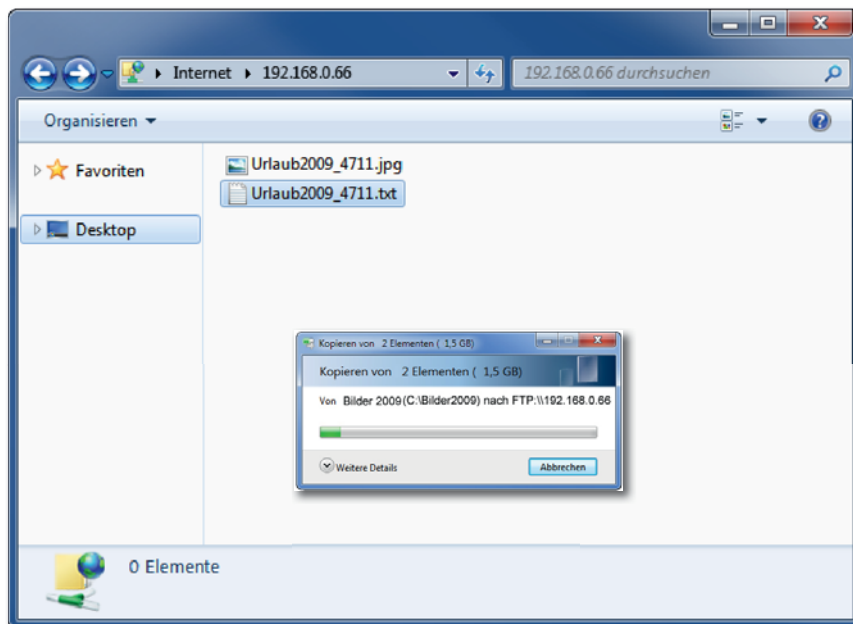 Internet 192.168.0.66
192.168.0.66 durchsuchen
Organisieren
Favoriten
Desktop
Urlaub2009_4711.jpg
Urlaub2009_4711.txt
Kopieren von 2 Elementen ( 1,5 GB)
Kopieren von 2 Elementen ( 1,5 GB)
Von Bilder 2009(C:\Bilder2009) nach FTP:\\192.168.0.66
Weitere Details
Abbrechen
0 Elemente